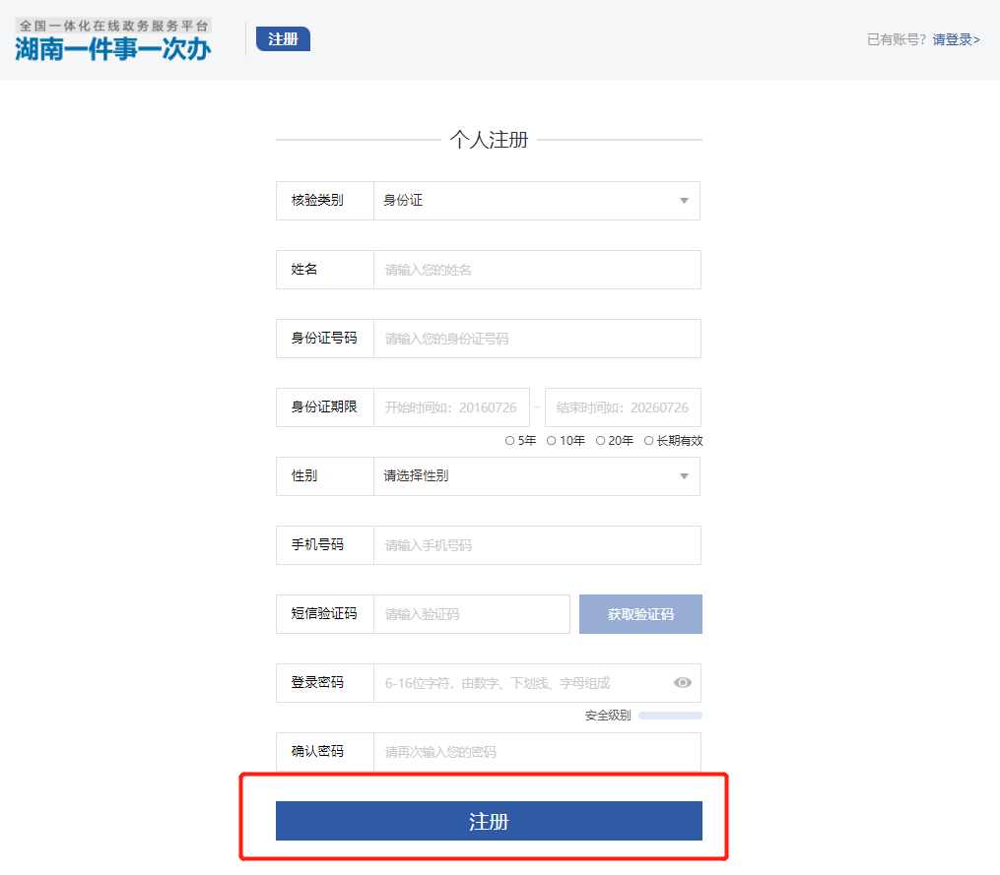 全国一体化在线政务服务平台
湖南一件事一次办
注册
已有账号？请登录>
个人注册
核验类别 身份证
姓名 请输入您的姓名
身份证号码 请输入您的身份证号码
身份证期限 开始时间如：20160726 - 结束时间如：20260726
5年 10年 20年 长期有效
性别 请选择性别
手机号码 请输入手机号码
短信验证码 请输入验证码 获取验证码
登录密码 6-16位字符，由数字、下划线、字母组成
安全级别
确认密码 请再次输入您的密码
注册